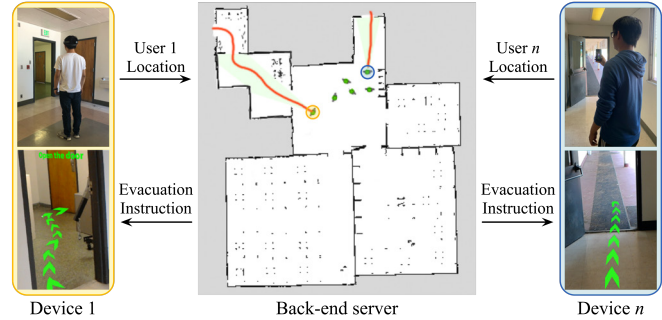 User 1
Location
User n
Location
Evacuation
Instruction
Evacuation
Instruction
Device 1
Back-end server
Device n